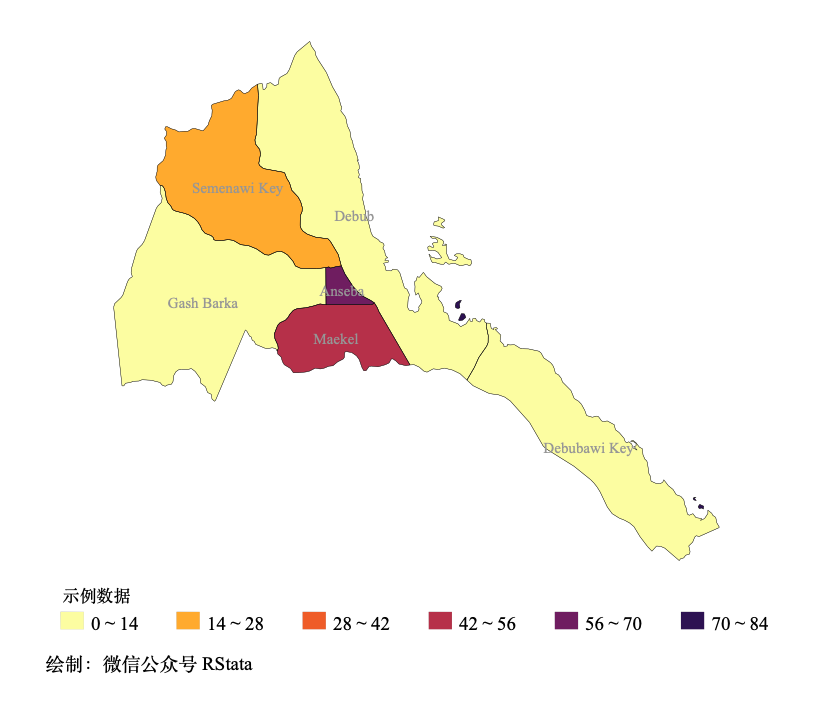 Semenawi Key
Debub
Anseba
Gash Barka
Maekel
Debubawi Key
示例数据
0 ~ 14
14 ~ 28
28 ~ 42
42 ~ 56
56 ~ 70
70 ~ 84
绘制：微信公众号 RStata